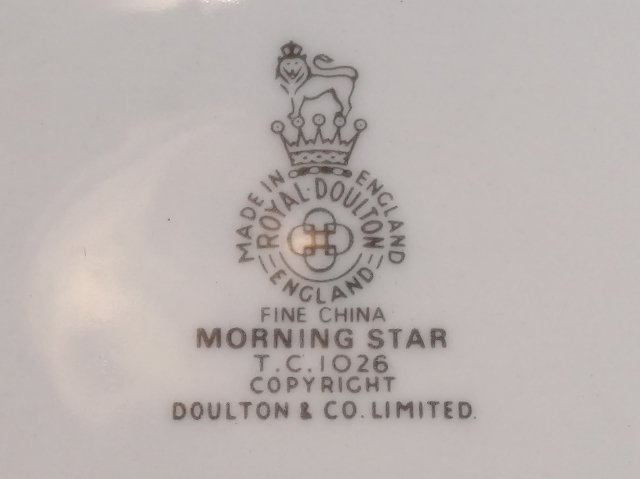 MADE IN ENGLAND
ROYAL·DOULTON
ENGLAND
FINE CHINA
MORNING STAR
T.C.1026
COPYRIGHT
DOULTON & CO. LIMITED.